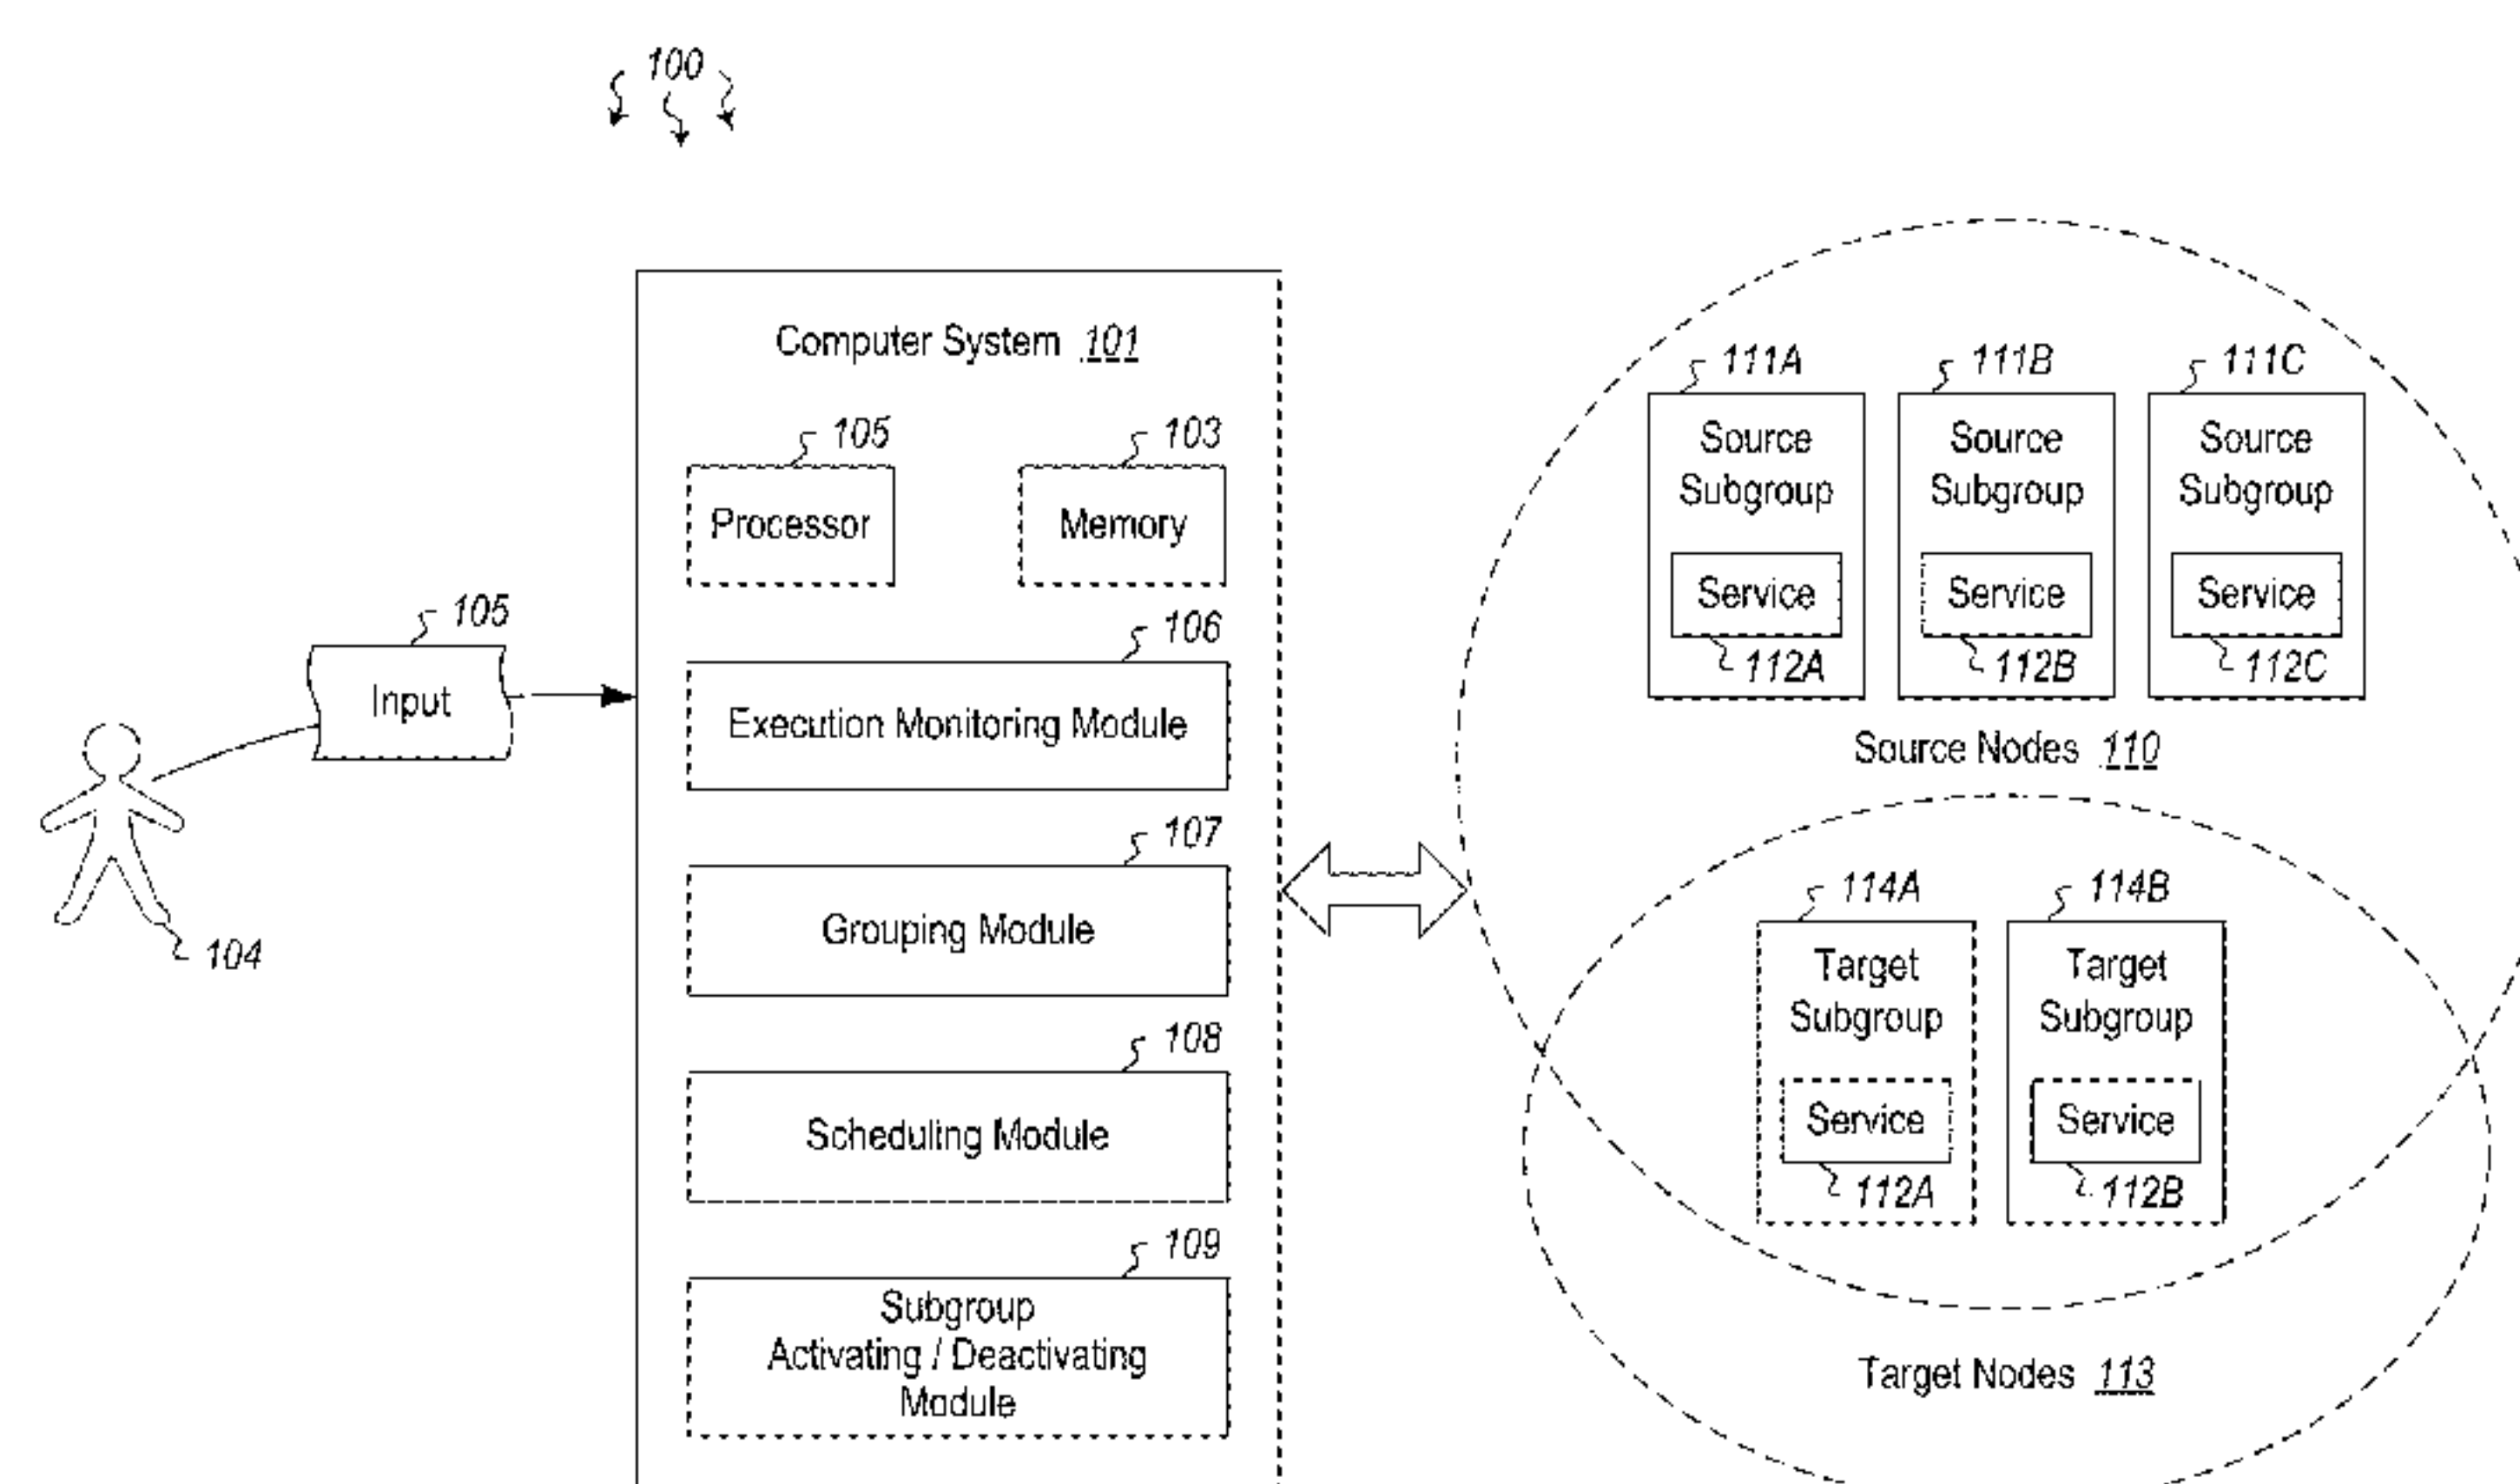 100
Computer System 101
105
Processor
103
Memory
105
Input
104
106
Execution Monitoring Module
107
Grouping Module
108
Scheduling Module
109
Subgroup
Activating / Deactivating
Module
111A
Source
Subgroup
Service
112A
111B
Source
Subgroup
Service
112B
111C
Source
Subgroup
Service
112C
Source Nodes 110
114A
Target
Subgroup
Service
112A
114B
Target
Subgroup
Service
112B
Target Nodes 113